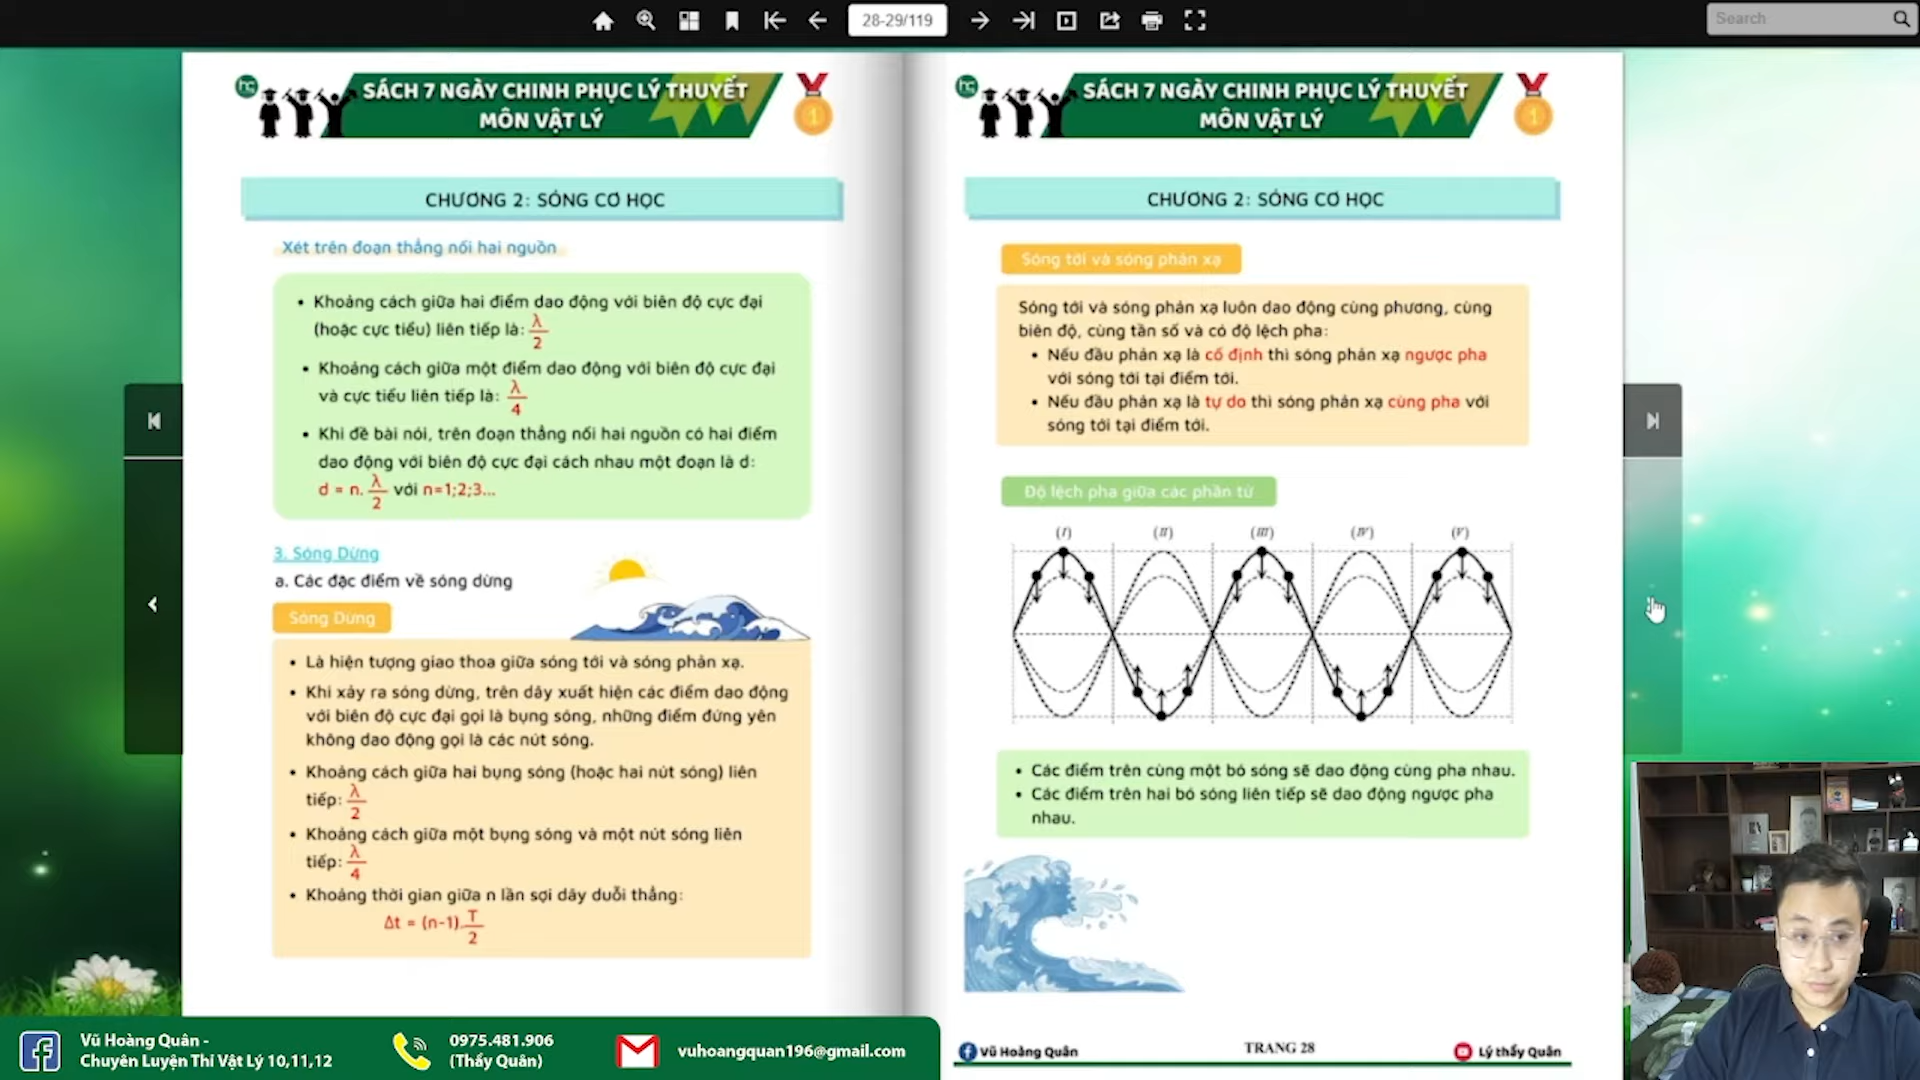 28-29/119
Search
SÁCH 7 NGÀY CHINH PHỤC LÝ THUYẾT
MÔN VẬT LÝ
CHƯƠNG 2: SÓNG CƠ HỌC
Xét trên đoạn thẳng nối hai nguồn
• Khoảng cách giữa hai điểm dao động với biên độ cực đại
(hoặc cực tiểu) liên tiếp là: λ/2
• Khoảng cách giữa một điểm dao động với biên độ cực đại
và cực tiểu liên tiếp là: λ/4
• Khi đề bài nói, trên đoạn thẳng nối hai nguồn có hai điểm
dao động với biên độ cực đại cách nhau một đoạn là d:
d = n. λ/2 với n=1;2;3...
3. Sóng Dừng
a. Các đặc điểm về sóng dừng
Sóng Dừng
• Là hiện tượng giao thoa giữa sóng tới và sóng phản xạ.
• Khi xảy ra sóng dừng, trên dây xuất hiện các điểm dao động
với biên độ cực đại gọi là bụng sóng, những điểm đứng yên
không dao động gọi là các nút sóng.
• Khoảng cách giữa hai bụng sóng (hoặc hai nút sóng) liên
tiếp: λ/2
• Khoảng cách giữa một bụng sóng và một nút sóng liên
tiếp: λ/4
• Khoảng thời gian giữa n lần sợi dây duỗi thẳng:
Δt = (n-1).T/2
SÁCH 7 NGÀY CHINH PHỤC LÝ THUYẾT
MÔN VẬT LÝ
CHƯƠNG 2: SÓNG CƠ HỌC
Sóng tới và sóng phản xạ
Sóng tới và sóng phản xạ luôn dao động cùng phương, cùng
biên độ, cùng tần số và có độ lệch pha:
• Nếu đầu phản xạ là cố định thì sóng phản xạ ngược pha
với sóng tới tại điểm tới.
• Nếu đầu phản xạ là tự do thì sóng phản xạ cùng pha với
sóng tới tại điểm tới.
Độ lệch pha giữa các phần tử
(I) (II) (III) (IV) (V)
• Các điểm trên cùng một bó sóng sẽ dao động cùng pha nhau.
• Các điểm trên hai bó sóng liên tiếp sẽ dao động ngược pha
nhau.
Vũ Hoàng Quân TRANG 28 Lý thầy Quân
Vũ Hoàng Quân -
Chuyên Luyện Thi Vật Lý 10,11,12
0975.481.906
(Thầy Quân)
vuhoangquan196@gmail.com